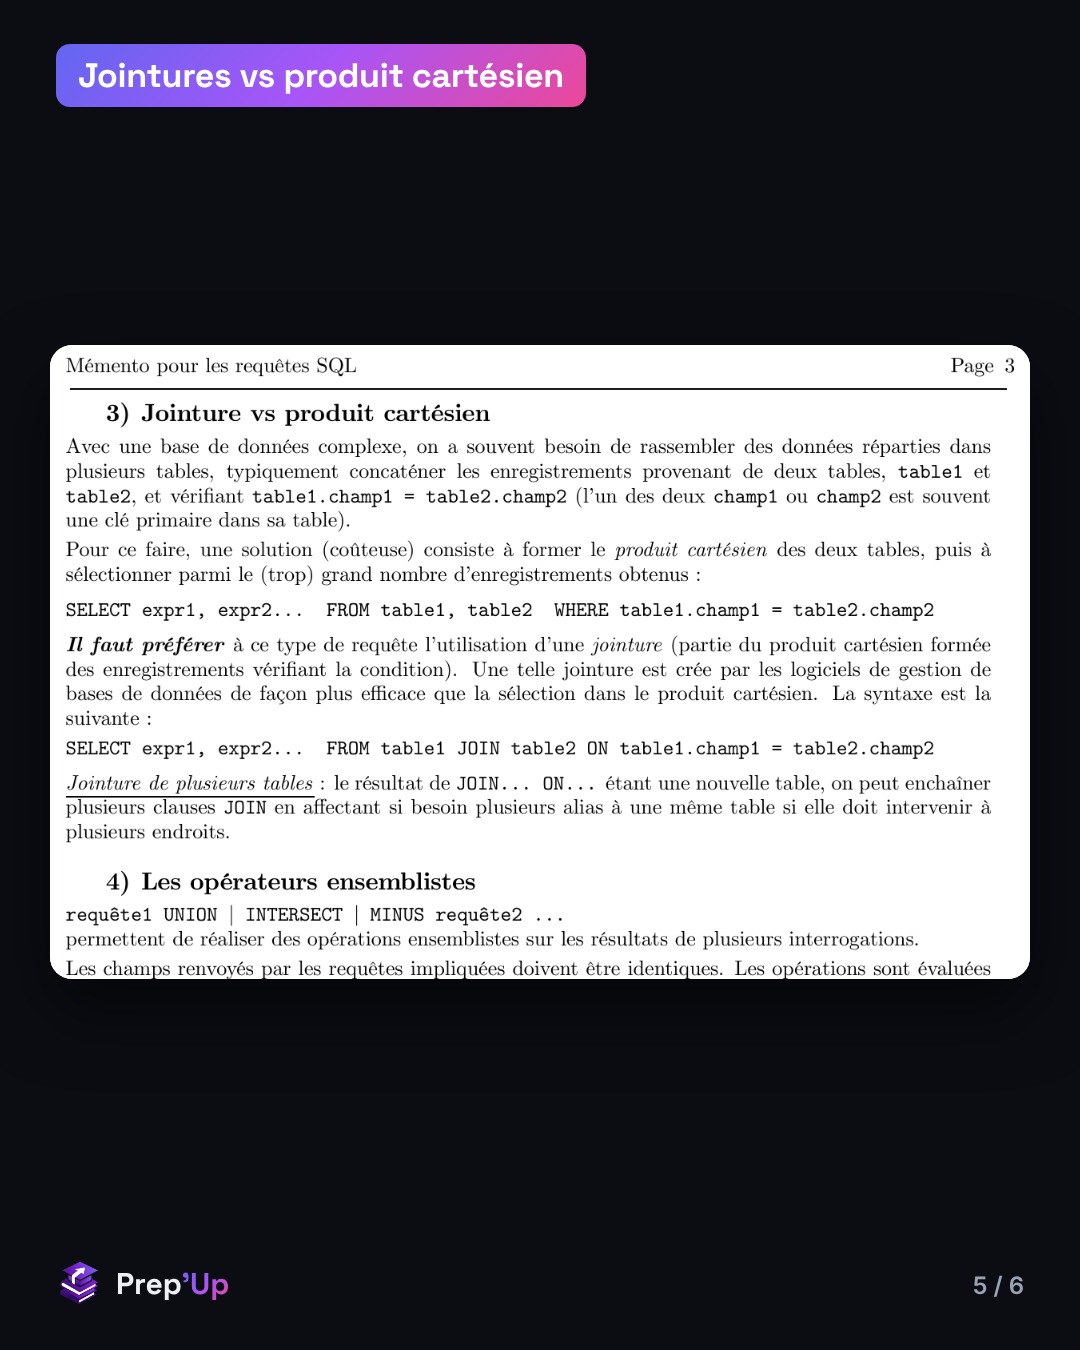 Jointures vs produit cartésien
Mémento pour les requêtes SQL Page 3
3) Jointure vs produit cartésien
Avec une base de données complexe, on a souvent besoin de rassembler des données réparties dans
plusieurs tables, typiquement concaténer les enregistrements provenant de deux tables, table1 et
table2, et vérifiant table1.champ1 = table2.champ2 (l'un des deux champ1 ou champ2 est souvent
une clé primaire dans sa table).
Pour ce faire, une solution (coûteuse) consiste à former le produit cartésien des deux tables, puis à
sélectionner parmi le (trop) grand nombre d'enregistrements obtenus :
SELECT expr1, expr2... FROM table1, table2 WHERE table1.champ1 = table2.champ2
Il faut préférer à ce type de requête l'utilisation d'une jointure (partie du produit cartésien formée
des enregistrements vérifiant la condition). Une telle jointure est crée par les logiciels de gestion de
bases de données de façon plus efficace que la sélection dans le produit cartésien. La syntaxe est la
suivante :
SELECT expr1, expr2... FROM table1 JOIN table2 ON table1.champ1 = table2.champ2
Jointure de plusieurs tables : le résultat de JOIN... ON... étant une nouvelle table, on peut enchaîner
plusieurs clauses JOIN en affectant si besoin plusieurs alias à une même table si elle doit intervenir à
plusieurs endroits.
4) Les opérateurs ensemblistes
requête1 UNION | INTERSECT | MINUS requête2 ...
permettent de réaliser des opérations ensemblistes sur les résultats de plusieurs interrogations.
Les champs renvoyés par les requêtes impliquées doivent être identiques. Les opérations sont évaluées
Prep'Up
5 / 6